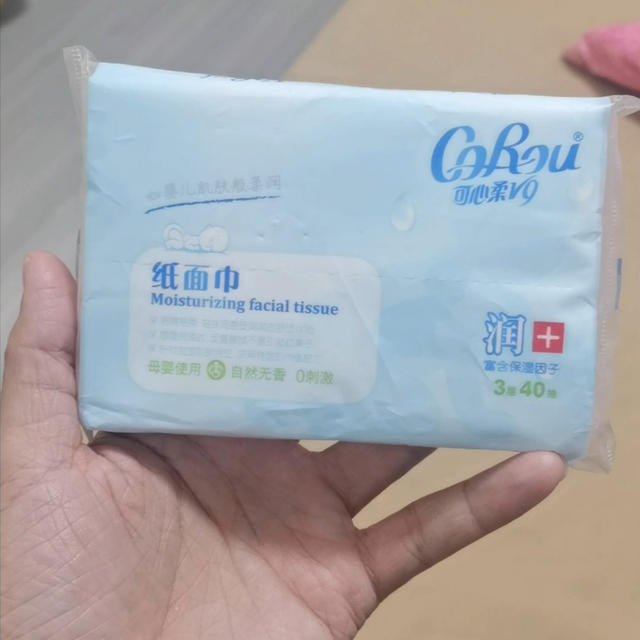 CoRou®
可心柔V9
婴儿肌肤般柔润
纸面巾
Moisturizing facial tissue
母婴使用 自然无香 0刺激
润+
富含保湿因子
3层40抽